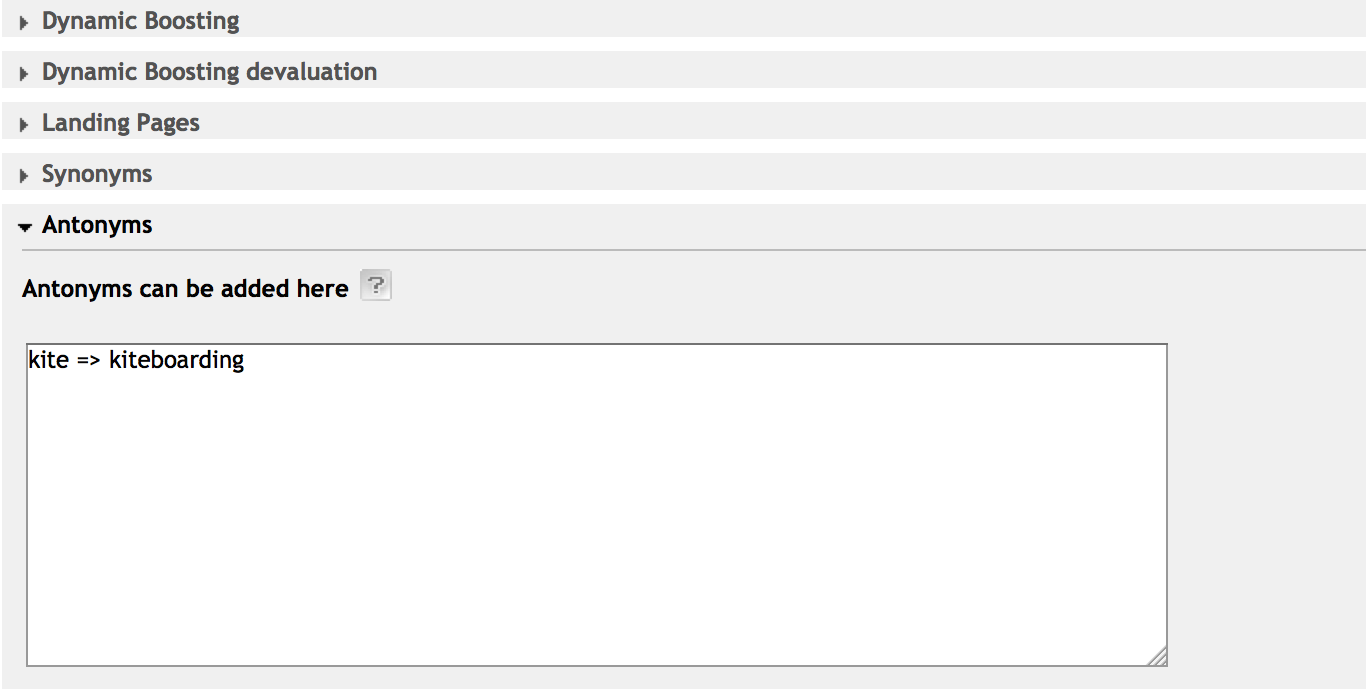 Dynamic Boosting
Dynamic Boosting devaluation
Landing Pages
Synonyms
Antonyms
Antonyms can be added here ?
kite => kiteboarding